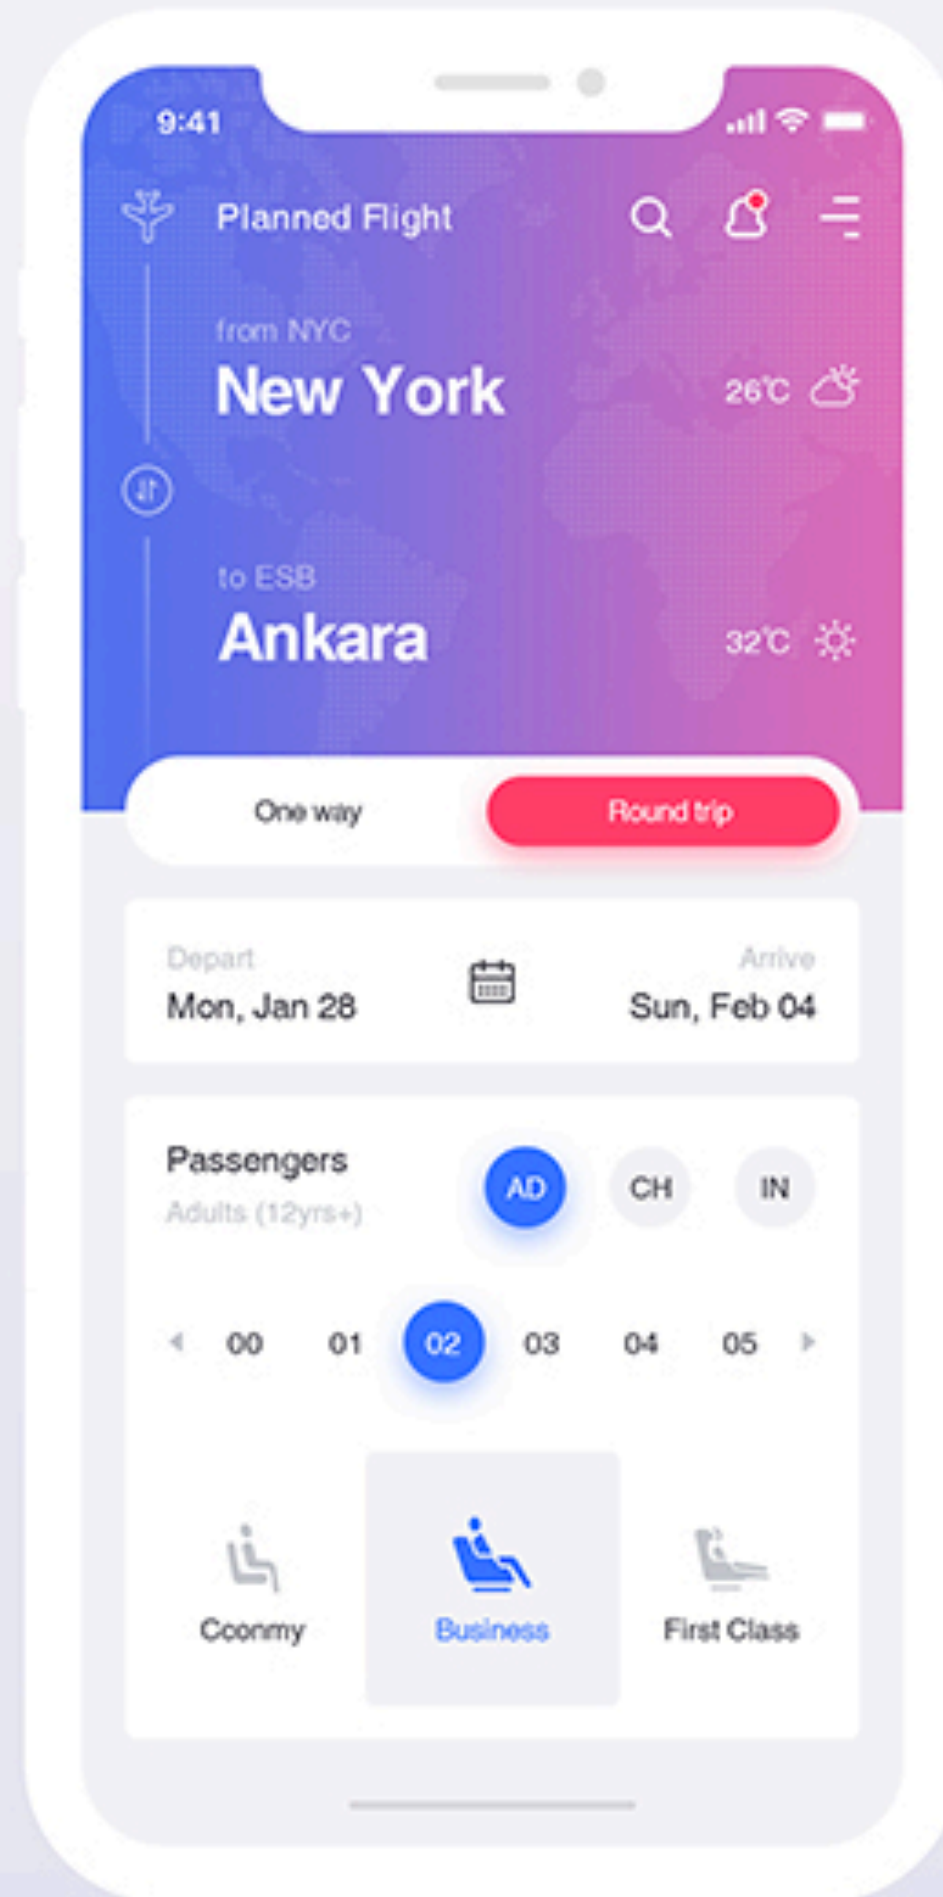 9:41
Planned Flight
from NYC
New York
26°C
to ESB
Ankara
32°C
One way
Round trip
Depart
Arrive
Mon, Jan 28
Sun, Feb 04
Passengers
AD CH IN
Adults (12yrs+)
00 01 02 03 04 05
Cconmy
Business
First Class